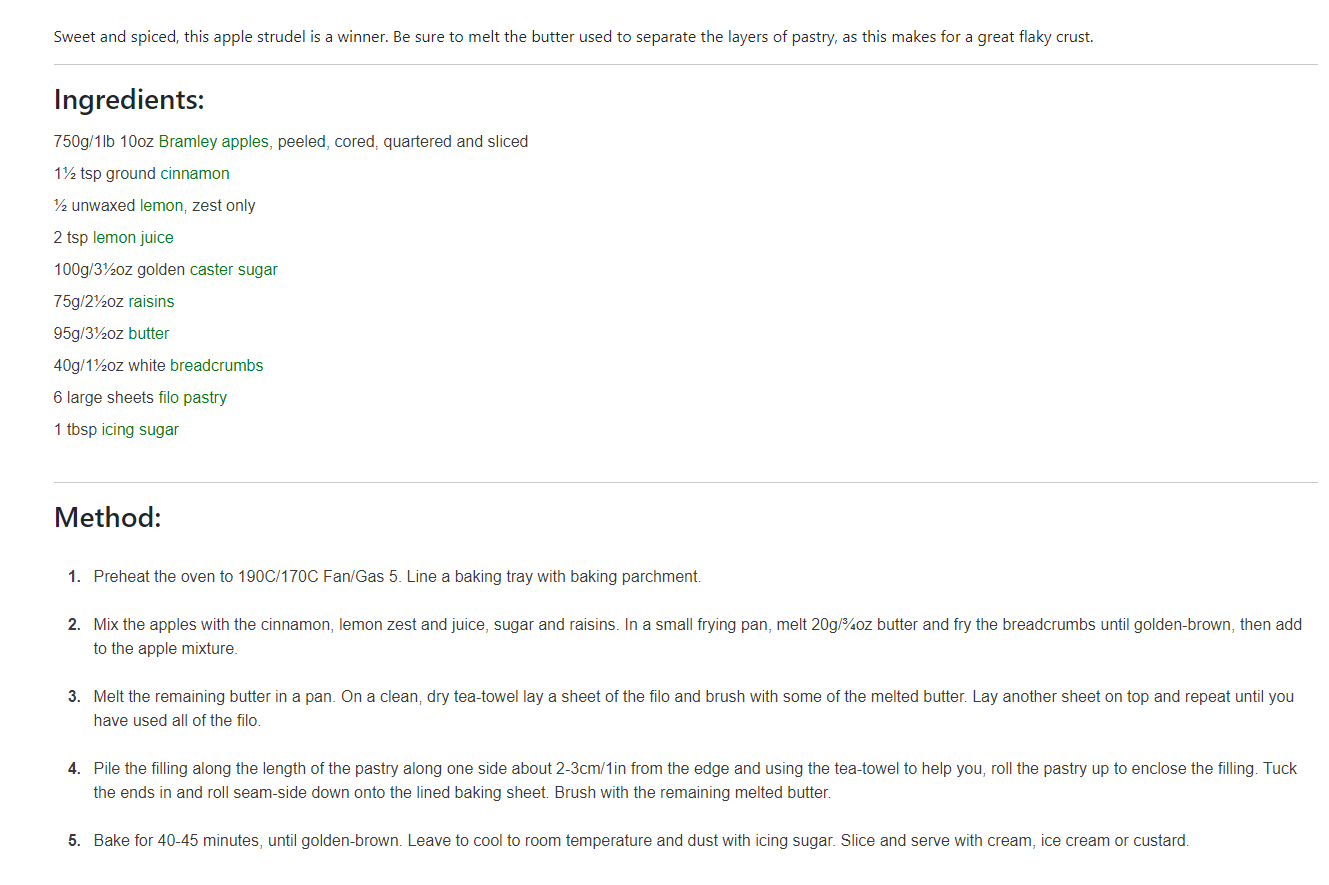 Sweet and spiced, this apple strudel is a winner. Be sure to melt the butter used to separate the layers of pastry, as this makes for a great flaky crust.
Ingredients:
750g/1lb 10oz Bramley apples, peeled, cored, quartered and sliced
1½ tsp ground cinnamon
½ unwaxed lemon, zest only
2 tsp lemon juice
100g/3½oz golden caster sugar
75g/2½oz raisins
95g/3½oz butter
40g/1½oz white breadcrumbs
6 large sheets filo pastry
1 tbsp icing sugar
Method:
1. Preheat the oven to 190C/170C Fan/Gas 5. Line a baking tray with baking parchment.
2. Mix the apples with the cinnamon, lemon zest and juice, sugar and raisins. In a small frying pan, melt 20g/¾oz butter and fry the breadcrumbs until golden-brown, then add
to the apple mixture.
3. Melt the remaining butter in a pan. On a clean, dry tea-towel lay a sheet of the filo and brush with some of the melted butter. Lay another sheet on top and repeat until you
have used all of the filo.
4. Pile the filling along the length of the pastry along one side about 2-3cm/1in from the edge and using the tea-towel to help you, roll the pastry up to enclose the filling. Tuck
the ends in and roll seam-side down onto the lined baking sheet. Brush with the remaining melted butter.
5. Bake for 40-45 minutes, until golden-brown. Leave to cool to room temperature and dust with icing sugar. Slice and serve with cream, ice cream or custard.